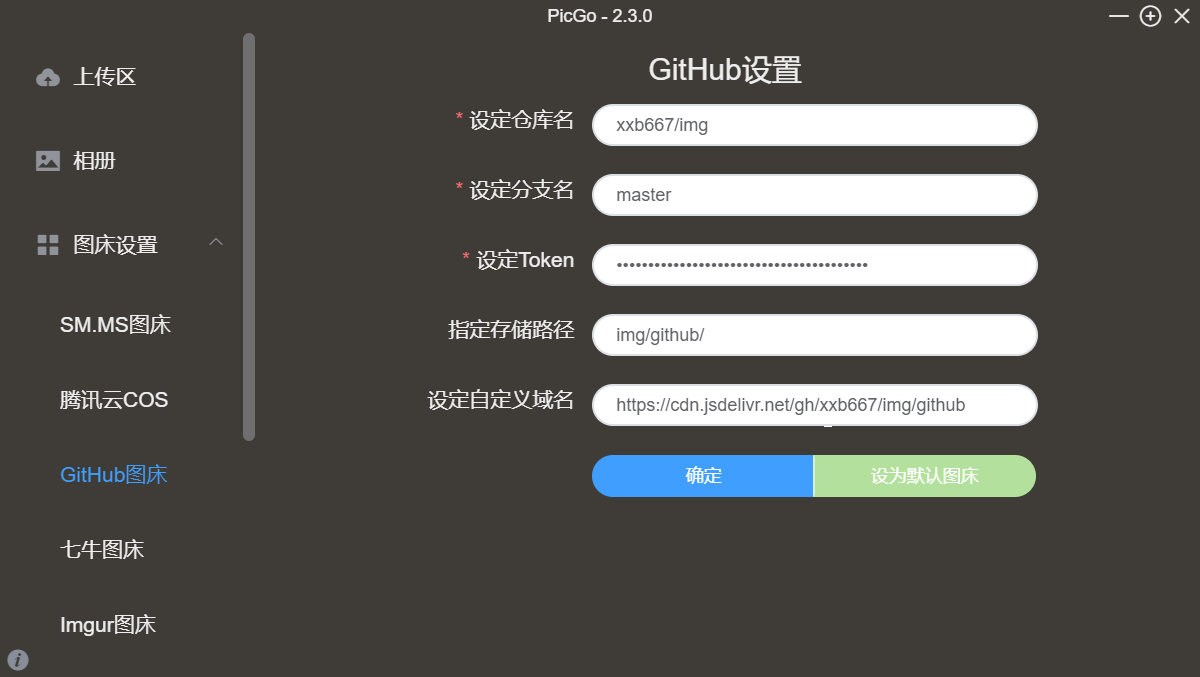 PicGo - 2.3.0
上传区
相册
图床设置
SM.MS图床
腾讯云COS
GitHub图床
七牛图床
Imgur图床
GitHub设置
* 设定仓库名
xxb667/img
* 设定分支名
master
* 设定Token
••••••••••••••••••••••••••••••••••••••••
指定存储路径
img/github/
设定自定义域名
https://cdn.jsdelivr.net/gh/xxb667/img/github
确定
设为默认图床